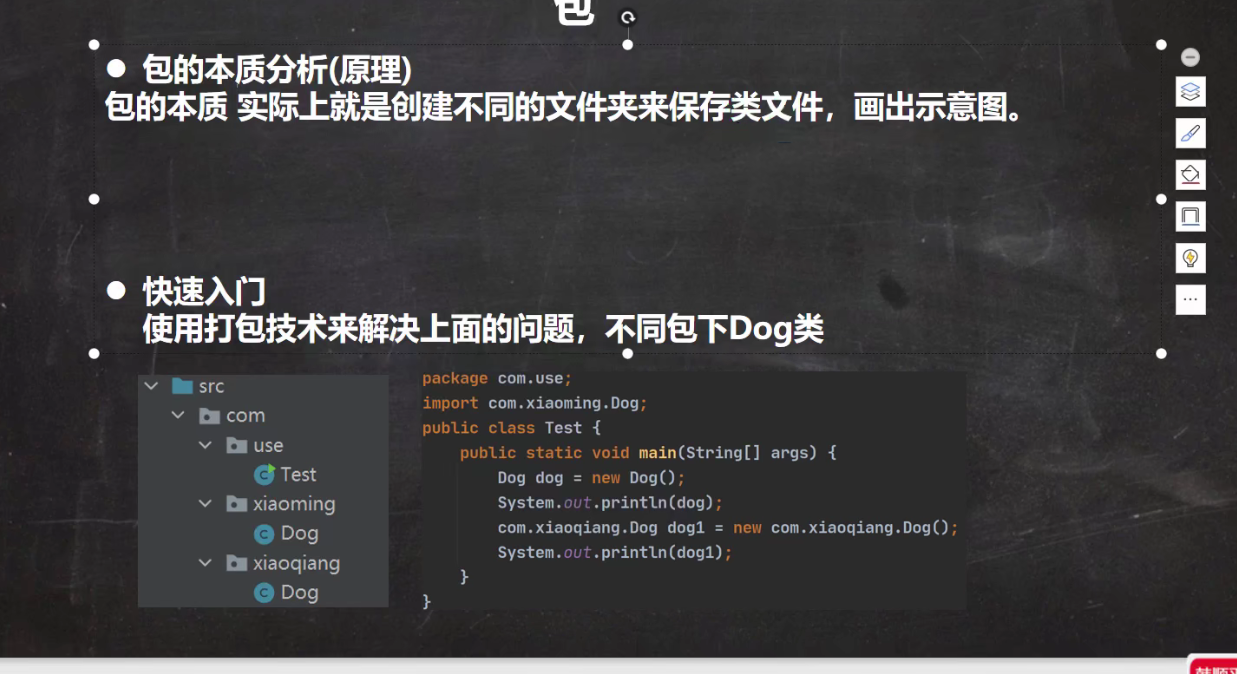 包
● 包的本质分析(原理)
包的本质 实际上就是创建不同的文件夹来保存类文件，画出示意图。
● 快速入门
使用打包技术来解决上面的问题，不同包下Dog类
src
com
use
Test
xiaoming
Dog
xiaoqiang
Dog
package com.use;
import com.xiaoming.Dog;
public class Test {
    public static void main(String[] args) {
        Dog dog = new Dog();
        System.out.println(dog);
        com.xiaoqiang.Dog dog1 = new com.xiaoqiang.Dog();
        System.out.println(dog1);
    }
}